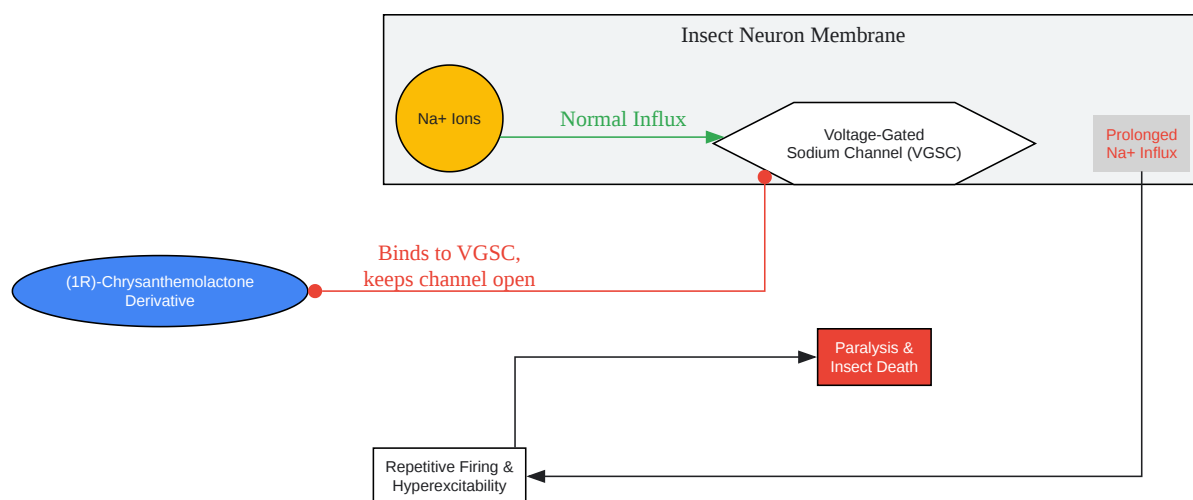 Insect Neuron Membrane
Na+ Ions
Normal Influx
Voltage-Gated
Sodium Channel (VGSC)
Prolonged
Na+ Influx
Binds to VGSC,
keeps channel open
(1R)-Chrysanthemolactone
Derivative
Paralysis &
Insect Death
Repetitive Firing &
Hyperexcitability